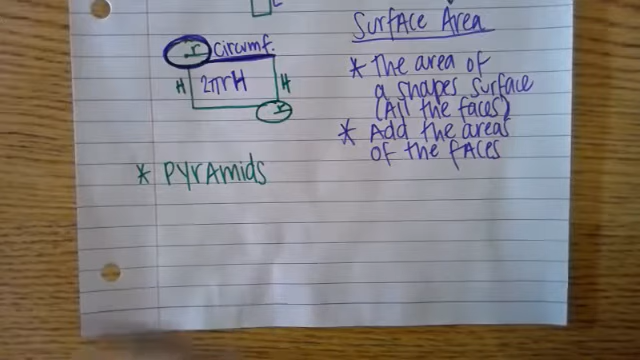 L
r Circumf.
H 2πrH H
r
* Pyramids
Surface Area
* The area of
a shapes surface
(All the faces)
* Add the areas
of the faces